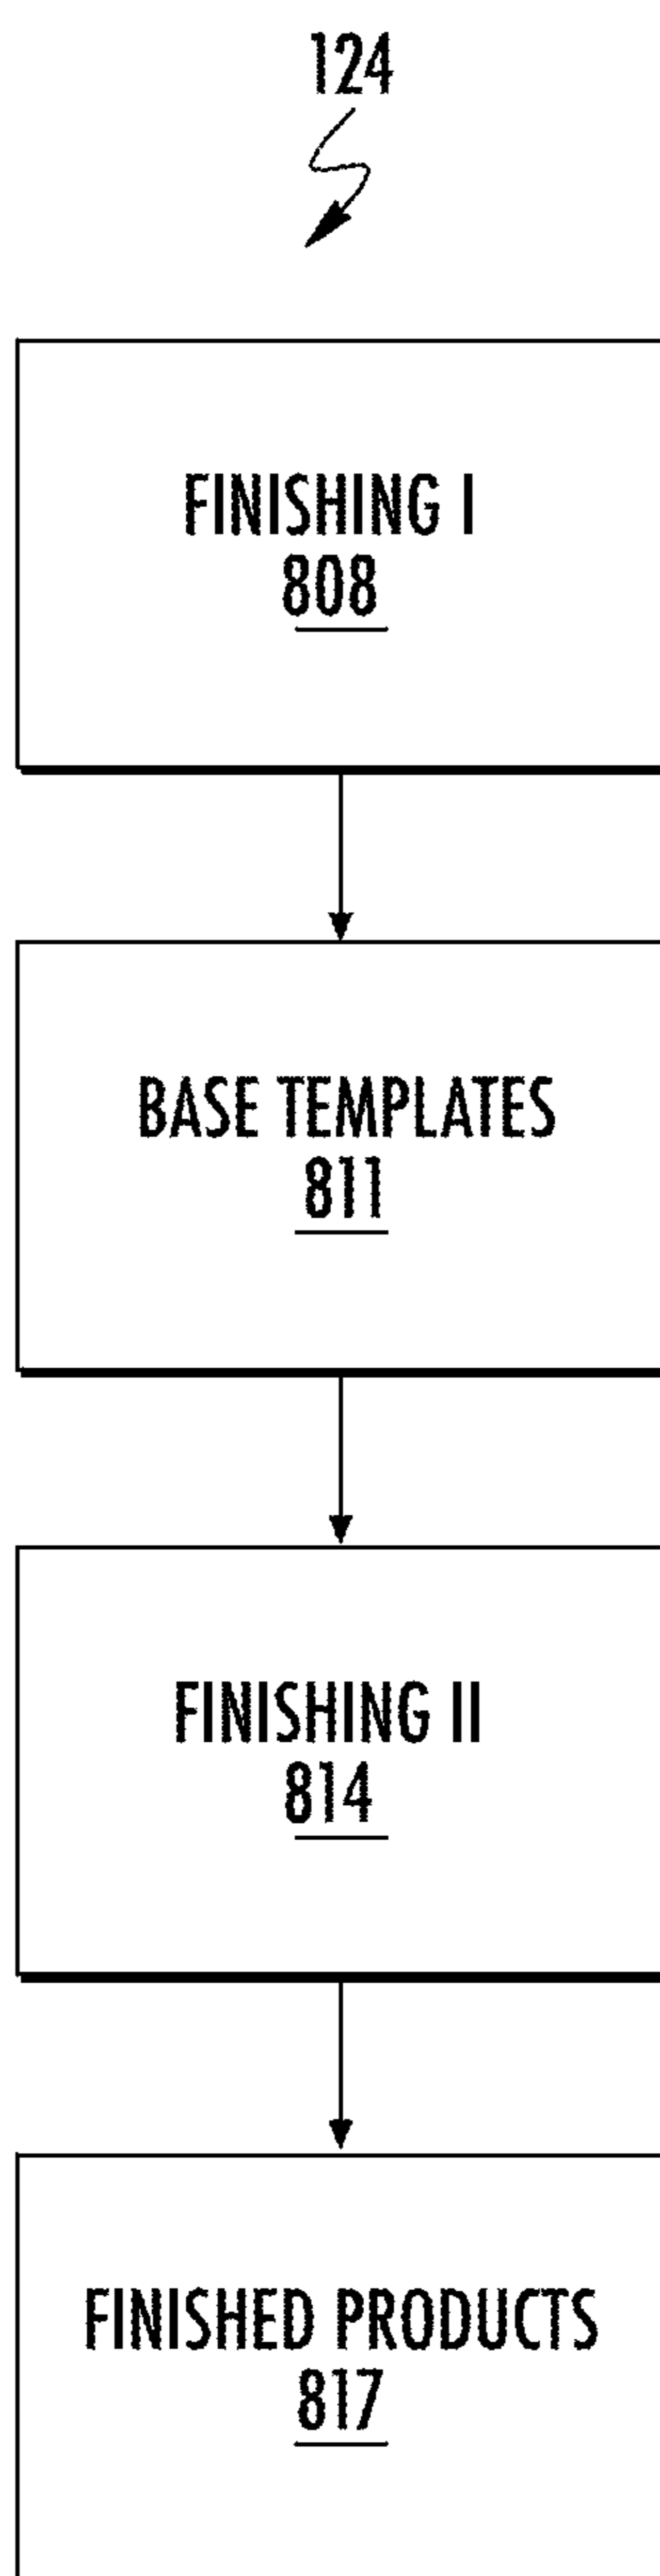 124
FINISHING I
808
BASE TEMPLATES
811
FINISHING II
814
FINISHED PRODUCTS
817